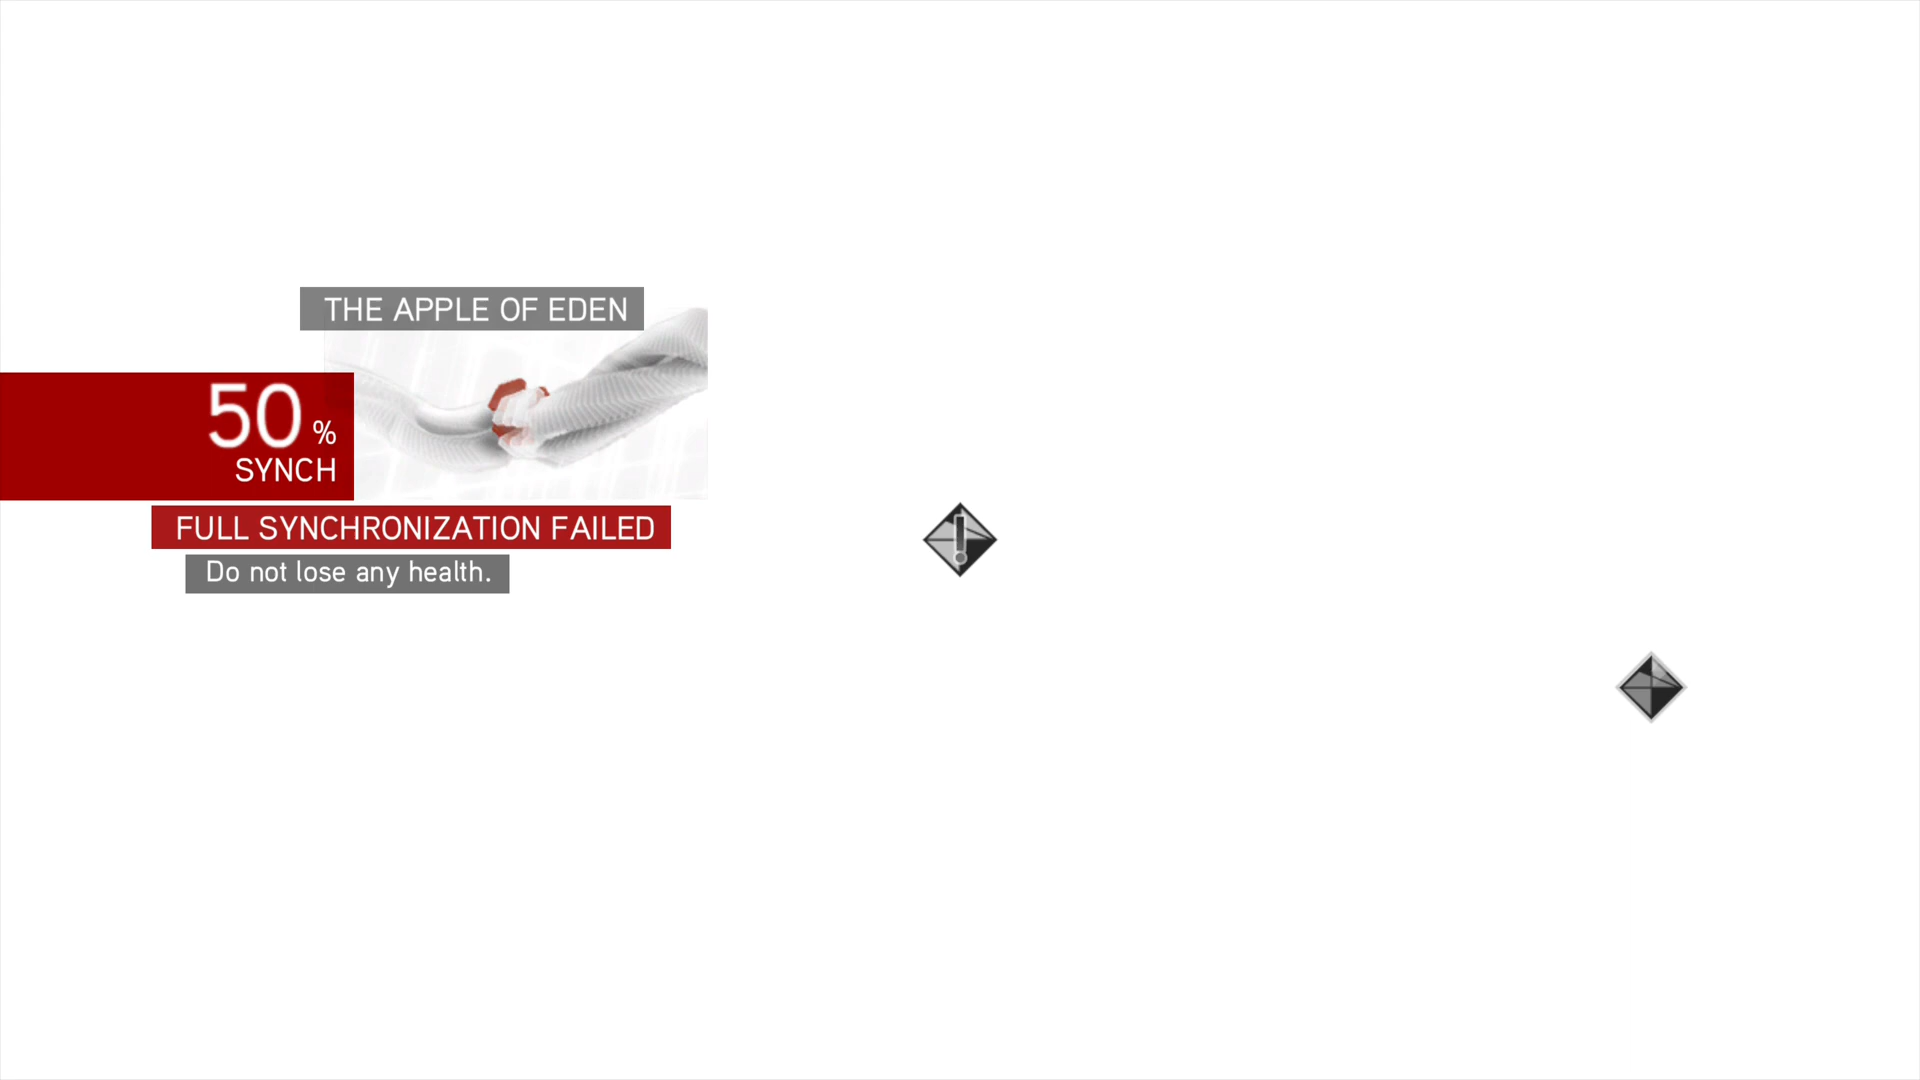 THE APPLE OF EDEN
50 %
SYNCH
FULL SYNCHRONIZATION FAILED
Do not lose any health.